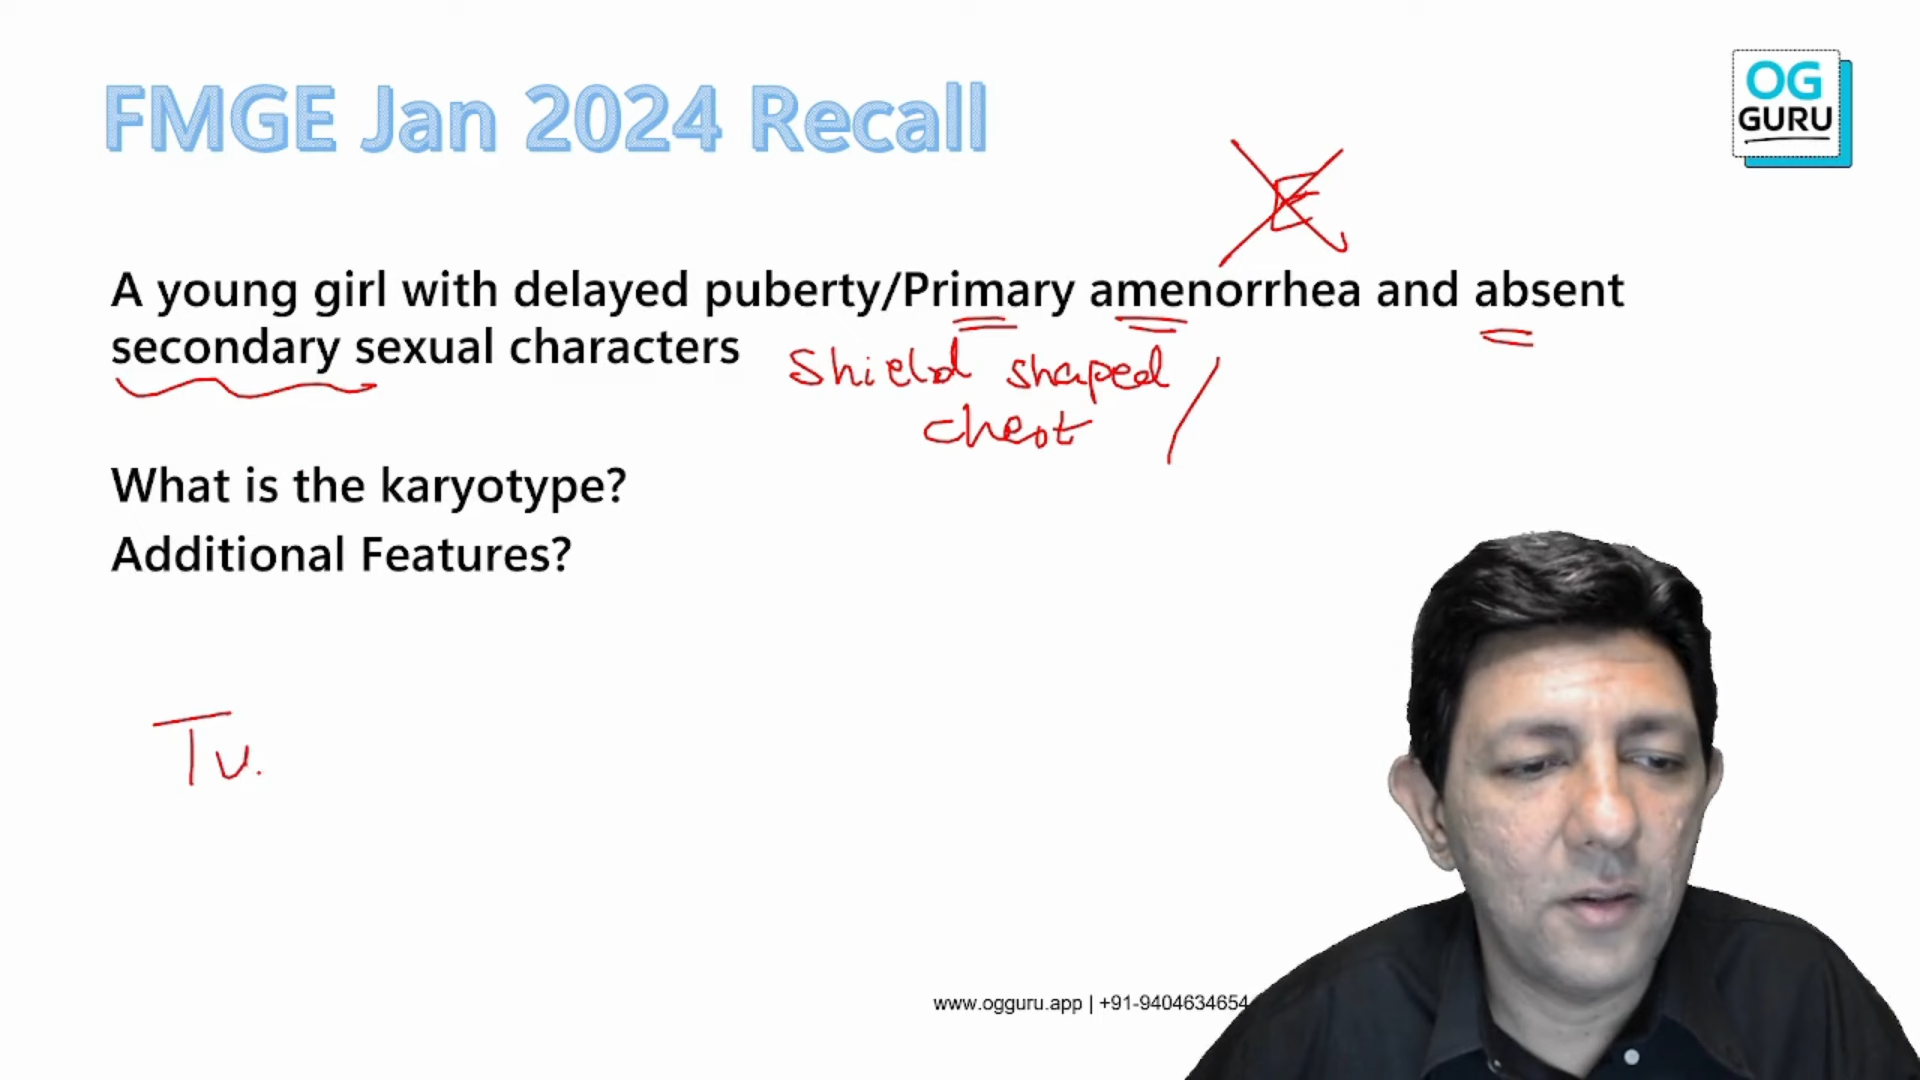 FMGE Jan 2024 Recall
OG
GURU
E
A young girl with delayed puberty/Primary amenorrhea and absent
secondary sexual characters
Shield shaped
chest
What is the karyotype?
Additional Features?
Tu
www.ogguru.app | +91-9404634654